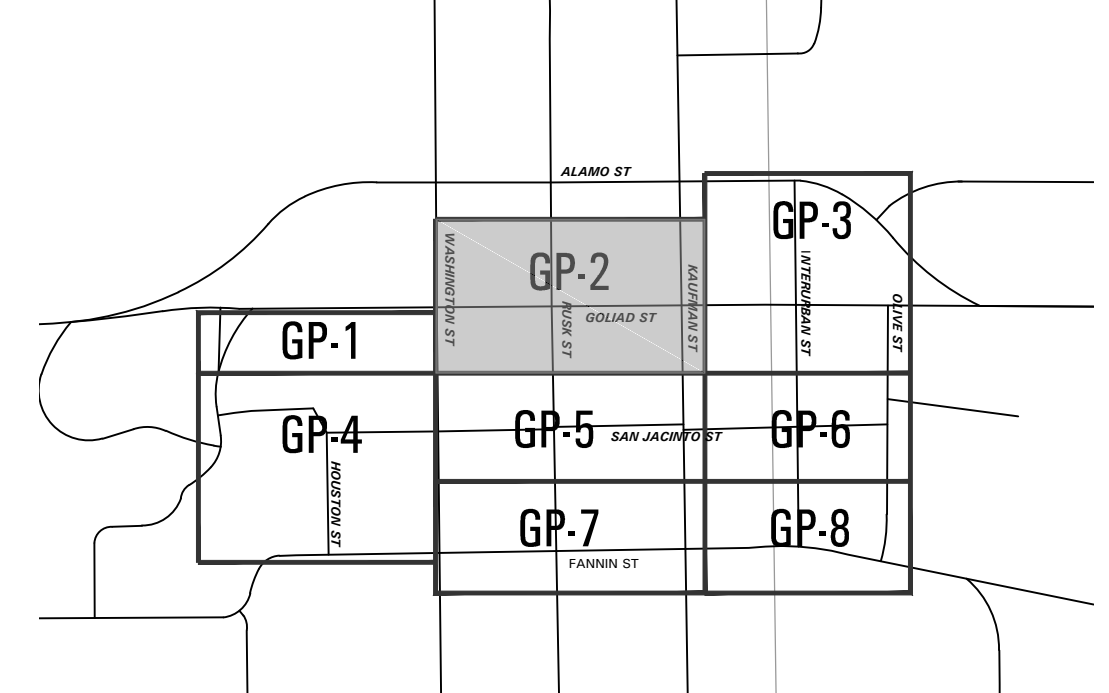 ALAMO ST
GP-3
WASHINGTON ST
GP-2
KAUFMAN ST
INTERURBAN ST
OLIVE ST
RUSK ST
GOLIAD ST
GP-1
GP-4
GP-5
SAN JACINTO ST
GP-6
HOUSTON ST
GP-7
GP-8
FANNIN ST